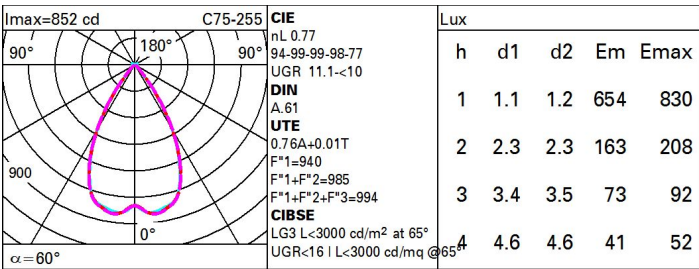 Imax=852 cd C75-255
90° 180° 90°
900
0°
α=60°
CIE
nL 0.77
94-99-99-98-77
UGR 11.1-<10
DIN
A.61
UTE
0.76A+0.01T
F"1=940
F"1+F"2=985
F"1+F"2+F"3=994
CIBSE
LG3 L<3000 cd/m² at 65°
UGR<16 | L<3000 cd/mq @65°
Lux
h d1 d2 Em Emax
1 1.1 1.2 654 830
2 2.3 2.3 163 208
3 3.4 3.5 73 92
4 4.6 4.6 41 52